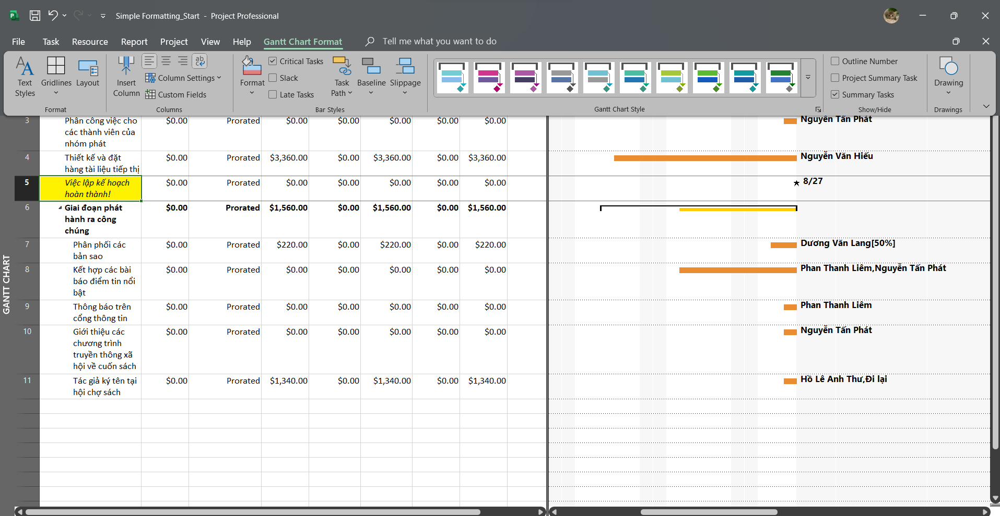 Simple Formatting_Start - Project Professional
File Task Resource Report Project View Help Gantt Chart Format Tell me what you want to do
Text Styles
Gridlines
Layout
Format
Insert Column
Column Settings
Custom Fields
Columns
Format
Critical Tasks
Slack
Late Tasks
Task Path
Baseline
Slippage
Bar Styles
Gantt Chart Style
Outline Number
Project Summary Task
Summary Tasks
Show/Hide
Drawing
Drawings
GANTT CHART
3 Phân công việc cho $0.00 Prorated $0.00 $0.00 $0.00 $0.00 $0.00 Nguyễn Tấn Phát
các thành viên của
nhóm phát
4 Thiết kế và đặt $0.00 Prorated $3,360.00 $0.00 $3,360.00 $0.00 $3,360.00 Nguyễn Văn Hiếu
hàng tài liệu tiếp thị
5 Việc lập kế hoạch $0.00 Prorated $0.00 $0.00 $0.00 $0.00 $0.00 8/27
hoàn thành!
6 Giai đoạn phát $0.00 Prorated $1,560.00 $0.00 $1,560.00 $0.00 $1,560.00
hành ra công
chúng
7 Phân phối các $0.00 Prorated $220.00 $0.00 $220.00 $0.00 $220.00 Dương Văn Lang[50%]
bản sao
8 Kết hợp các bài $0.00 Prorated $0.00 $0.00 $0.00 $0.00 $0.00 Phan Thanh Liêm,Nguyễn Tấn Phát
báo điểm tin nổi
bật
9 Thông báo trên $0.00 Prorated $0.00 $0.00 $0.00 $0.00 $0.00 Phan Thanh Liêm
cổng thông tin
10 Giới thiệu các $0.00 Prorated $0.00 $0.00 $0.00 $0.00 $0.00 Nguyễn Tấn Phát
chương trình
truyền thông xã
hội về cuốn sách
11 Tác giả ký tên tại $0.00 Prorated $1,340.00 $0.00 $1,340.00 $0.00 $1,340.00 Hồ Lê Anh Thư,Đi lại
hội chợ sách